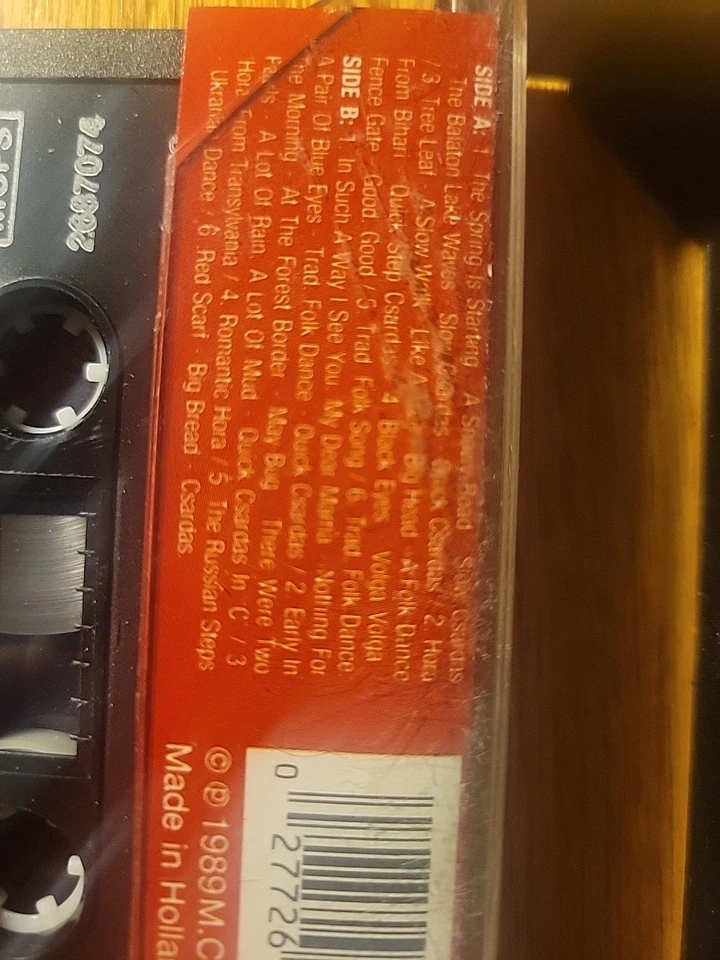 SIDE A: 1. The Spring Is Starting · A Snowy Road · Slow Csardas
The Balaton Lake Waves · Slow Csardas · Quick Csardas / 2. Hora
/ 3. Tree Leaf · A Slow Walk · Like A Big Hand · A Folk Dance
From Bihari · Quick Step Csardas / 4. Black Eyes · Volga Volga
Fence Gate · Good, Good / 5. Trad. Folk Song / 6. Trad. Folk Dance
SIDE B: 1. In Such A Way I See You · My Dear Mama · Nothing For
A Pair Of Blue Eyes · Trad. Folk Dance · Quick Csardas / 2. Early In
The Morning · At The Forest Border · May Bug · There Were Two
· A Lot Of Rain, A Lot Of Mud · Quick Csardas In 'C' / 3.
Hora From Transylvania / 4. Romantic Hora / 5. The Russian Steps
· Dance · 6. Red Scarf · Big Bread · Csardas
0 27726
© ℗ 1989 M.C
Made in Holla
2687074